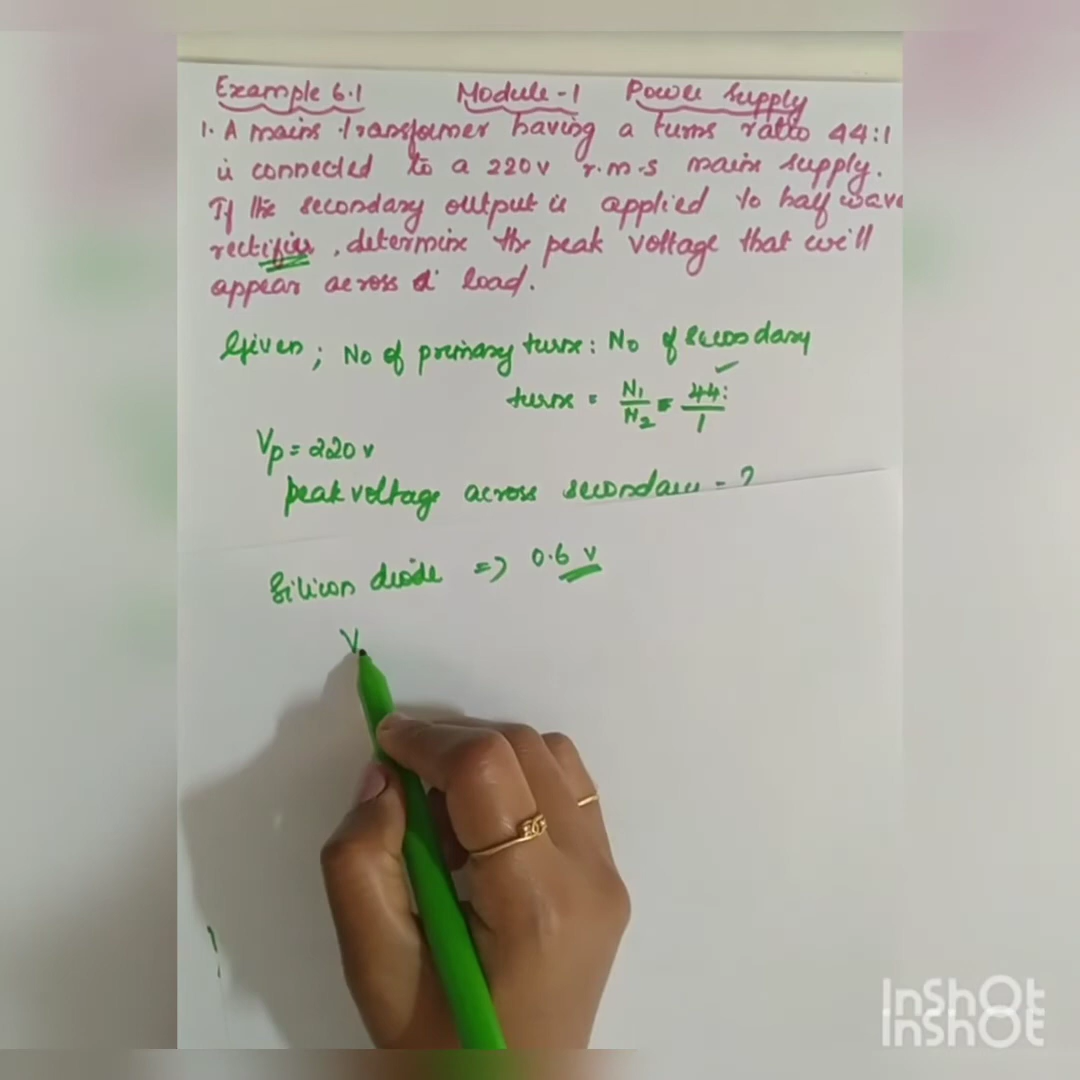 Example 6.1 Module-1 Power supply
1. A mains transformer having a turns ratio 44:1
is connected to a 220v r.m.s mains supply.
If the secondary output is applied to half wave
rectifier, determine the peak voltage that will
appear across a load.
Given; No of primary turns: No of secondary
turns = N1/N2 = 44:/1
Vp = 220 v
peak voltage across secondary = ?
Silicon diode => 0.6 v
V
InShOt
InShOt